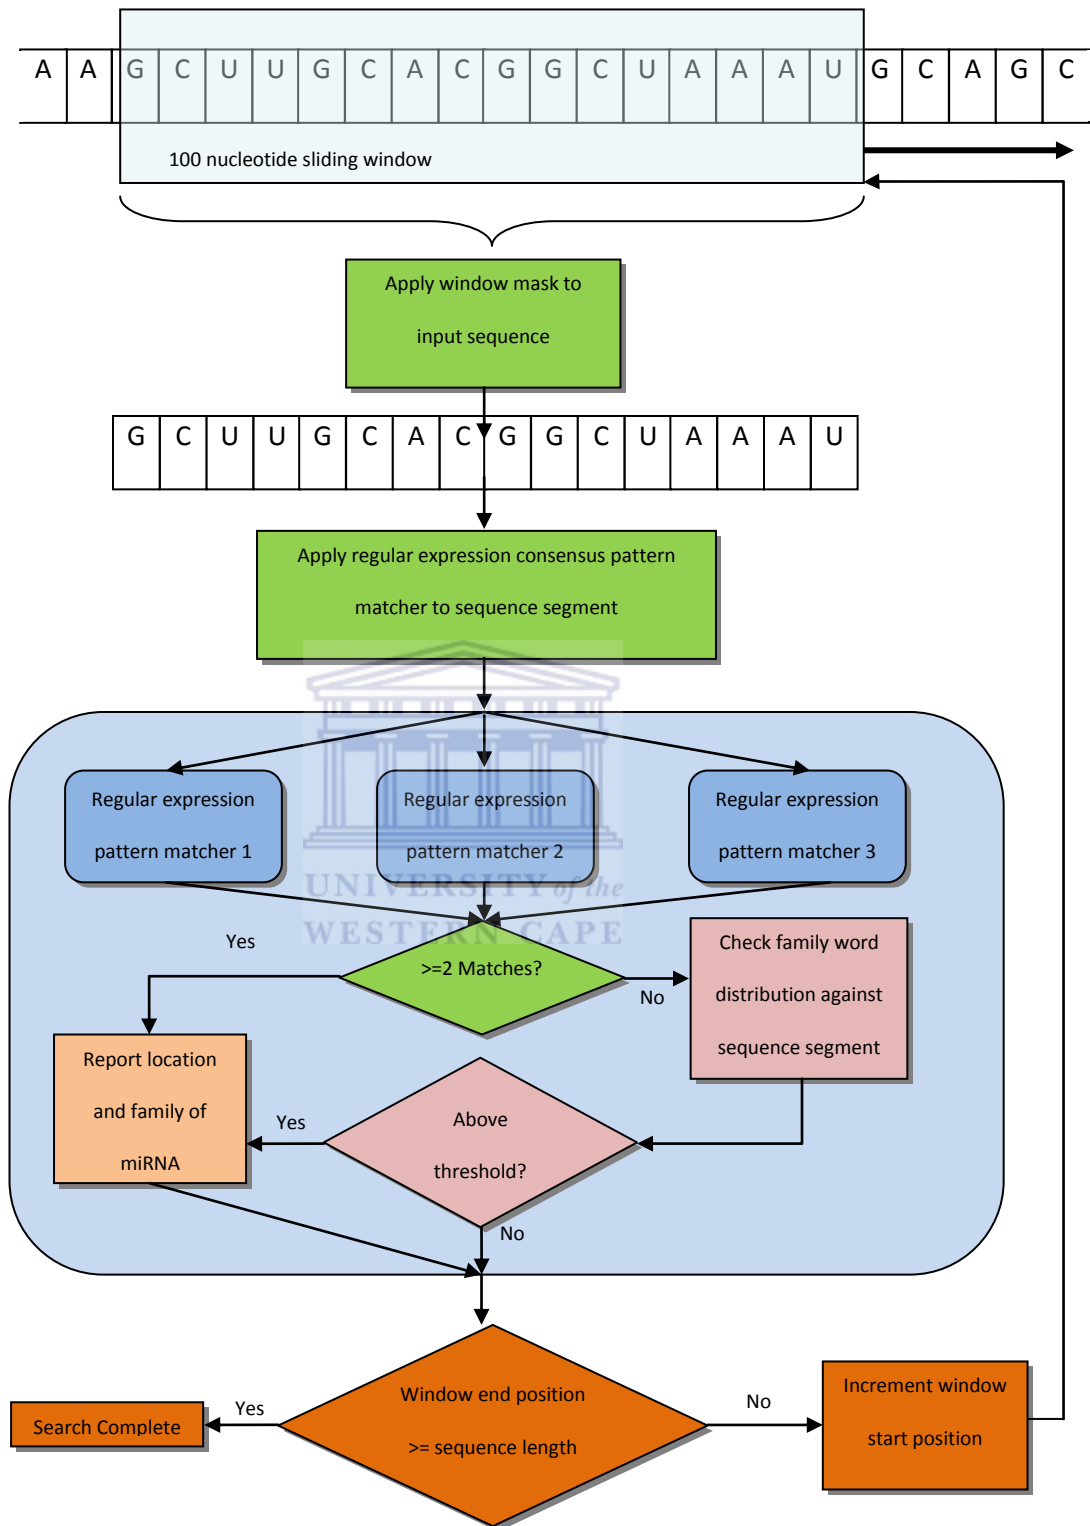 A A G C U U G C A C G G C U A A A U G C A G C
100 nucleotide sliding window
Apply window mask to
input sequence
G C U U G C A C G G C U A A A U
Apply regular expression consensus pattern
matcher to sequence segment
Regular expression
pattern matcher 1
Regular expression
pattern matcher 2
Regular expression
pattern matcher 3
UNIVERSITY of the
WESTERN CAPE
Yes
>=2 Matches?
No
Check family word
distribution against
sequence segment
Report location
and family of
miRNA
Yes
Above
threshold?
No
Window end position
>= sequence length
Yes
Search Complete
No
Increment window
start position